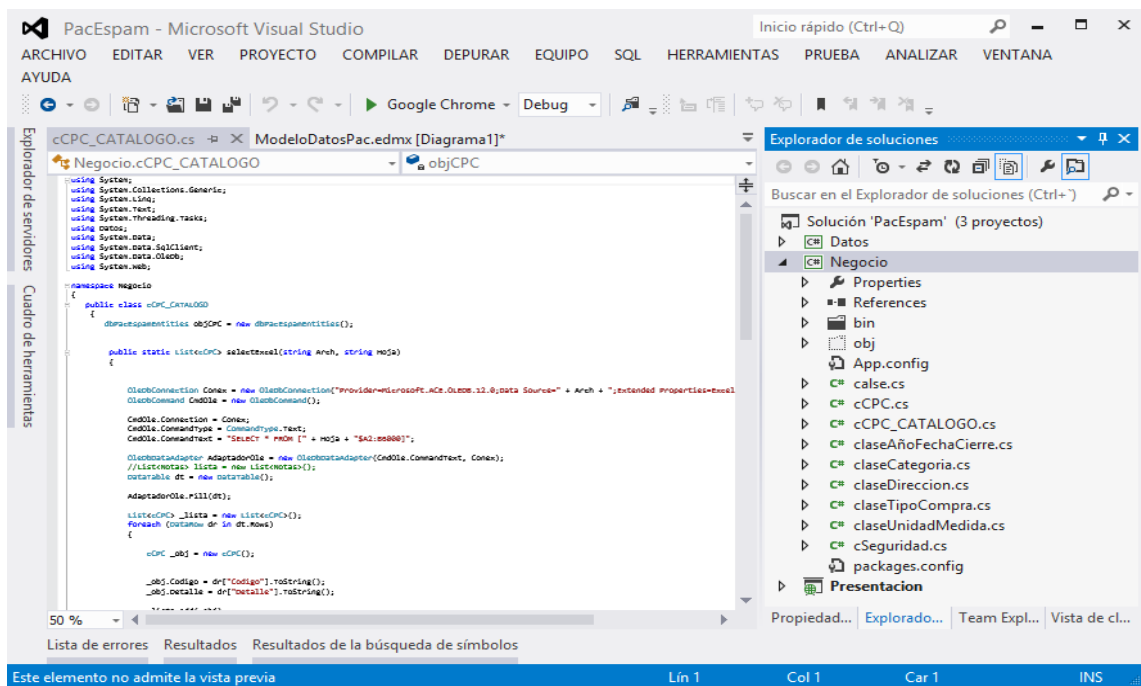 PacEspam - Microsoft Visual Studio
Inicio rápido (Ctrl+Q)
ARCHIVO EDITAR VER PROYECTO COMPILAR DEPURAR EQUIPO SQL HERRAMIENTAS PRUEBA ANALIZAR VENTANA
AYUDA
Google Chrome Debug
Explorador de servidores
Cuadro de herramientas
cCPC_CATALOGO.cs ModeloDatosPac.edmx [Diagrama1]*
Negocio.cCPC_CATALOGO objCPC
using System;
using System.Collections.Generic;
using System.Linq;
using System.Text;
using System.Threading.Tasks;
using Datos;
using System.Data;
using System.Data.SqlClient;
using System.Data.OleDb;
using System.Web;
namespace Negocio
{
public class cCPC_CATALOGO
{
dbPacEspamEntities objCPC = new dbPacEspamEntities();
public static List<cCPC> selectExcel(string Arch, string Hoja)
{
OleDbConnection Conex = new OleDbConnection("Provider=Microsoft.ACE.OLEDB.12.0;Data Source=" + Arch + ";Extended Properties=Excel
OleDbCommand CmdOle = new OleDbCommand();
CmdOle.Connection = Conex;
CmdOle.CommandType = CommandType.Text;
CmdOle.CommandText = "SELECT * FROM [" + Hoja + "$A2:B6000]";
OleDbDataAdapter AdaptadorOle = new OleDbDataAdapter(CmdOle.CommandText, Conex);
//List<Notas> lista = new List<Notas>();
DataTable dt = new DataTable();
AdaptadorOle.Fill(dt);
List<cCPC> _lista = new List<cCPC>();
foreach (DataRow dr in dt.Rows)
{
cCPC _obj = new cCPC();
_obj.Codigo = dr["Codigo"].ToString();
_obj.Detalle = dr["Detalle"].ToString();
50 %
Explorador de soluciones
Buscar en el Explorador de soluciones (Ctrl+¨)
Solución 'PacEspam' (3 proyectos)
C# Datos
C# Negocio
Properties
References
bin
obj
App.config
C# calse.cs
C# cCPC.cs
C# cCPC_CATALOGO.cs
C# claseAñoFechaCierre.cs
C# claseCategoria.cs
C# claseDireccion.cs
C# claseTipoCompra.cs
C# claseUnidadMedida.cs
C# cSeguridad.cs
packages.config
Presentacion
Propiedad... Explorado... Team Expl... Vista de cl...
Lista de errores Resultados Resultados de la búsqueda de símbolos
Este elemento no admite la vista previa Lín 1 Col 1 Car 1 INS